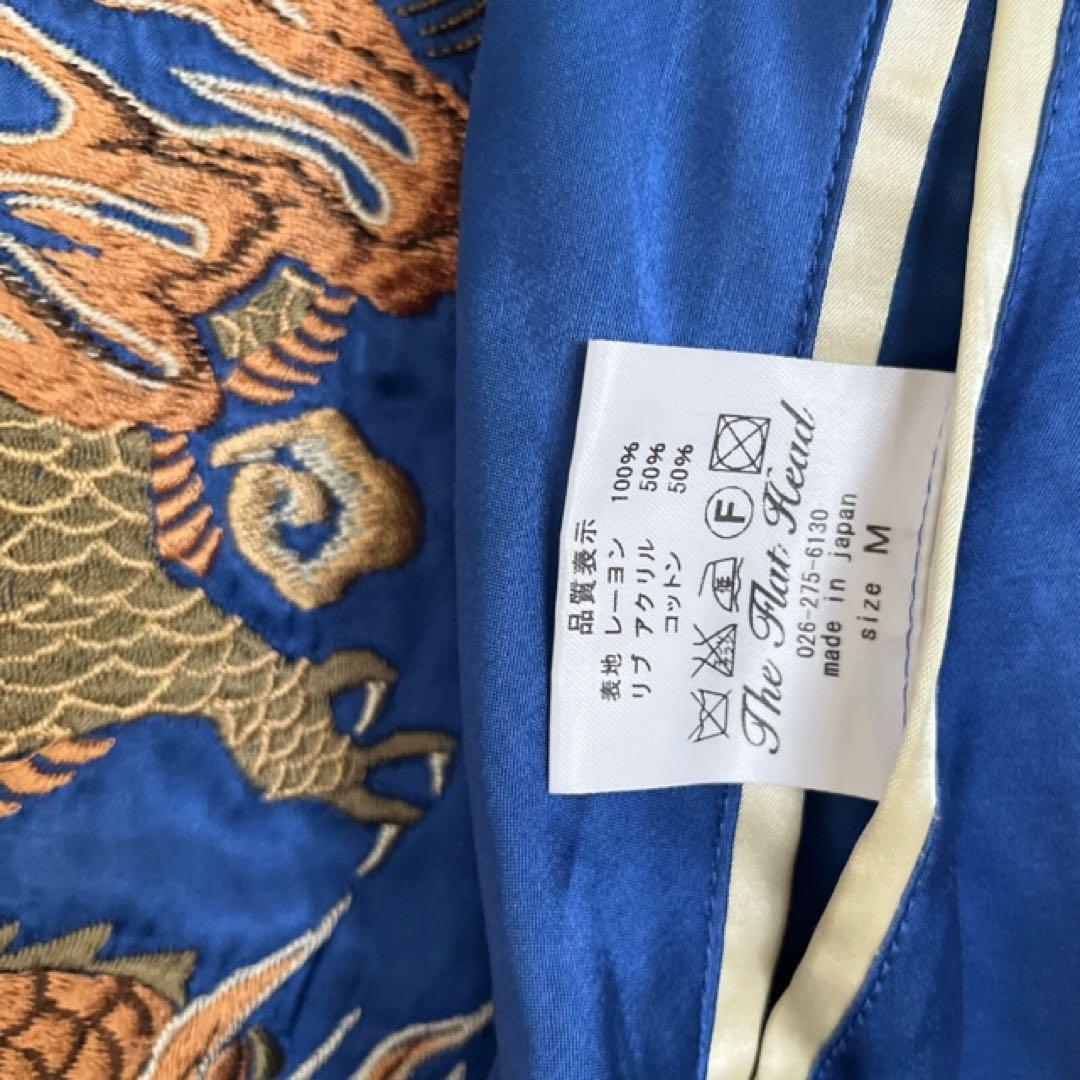 品質表示
表地 レーヨン 100%
リブ アクリル 50%
コットン 50%
F
The Flat Head
026-275-6130
made in japan
size M